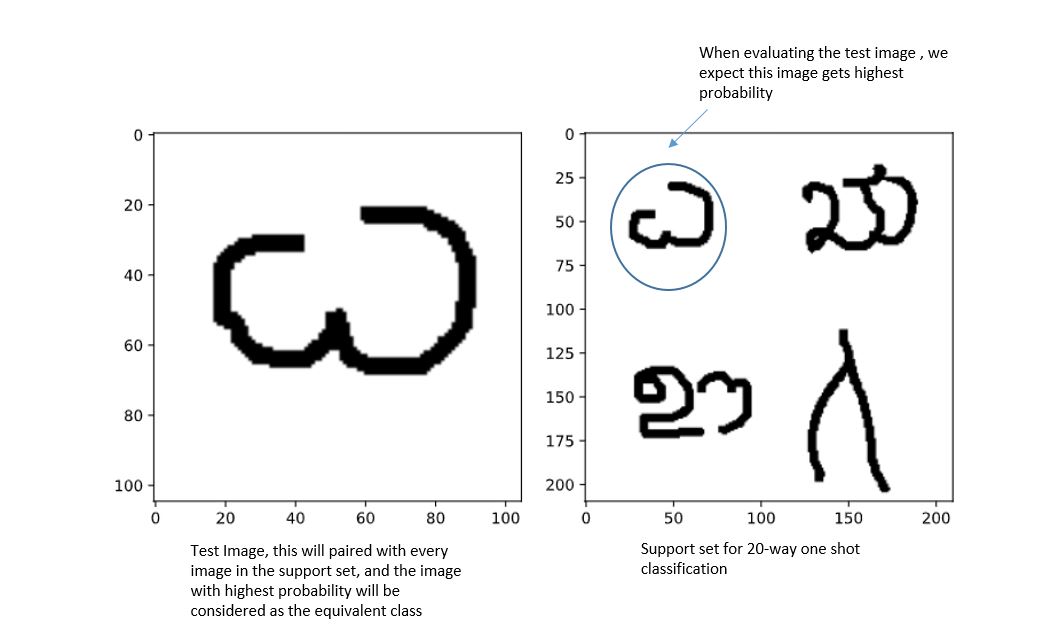 When evaluating the test image , we
expect this image gets highest
probability
0
20
40
60
80
100
0 20 40 60 80 100
0
25
50
75
100
125
150
175
200
0 50 100 150 200
Test Image, this will paired with every
image in the support set, and the image
with highest probability will be
considered as the equivalent class
Support set for 20-way one shot
classification